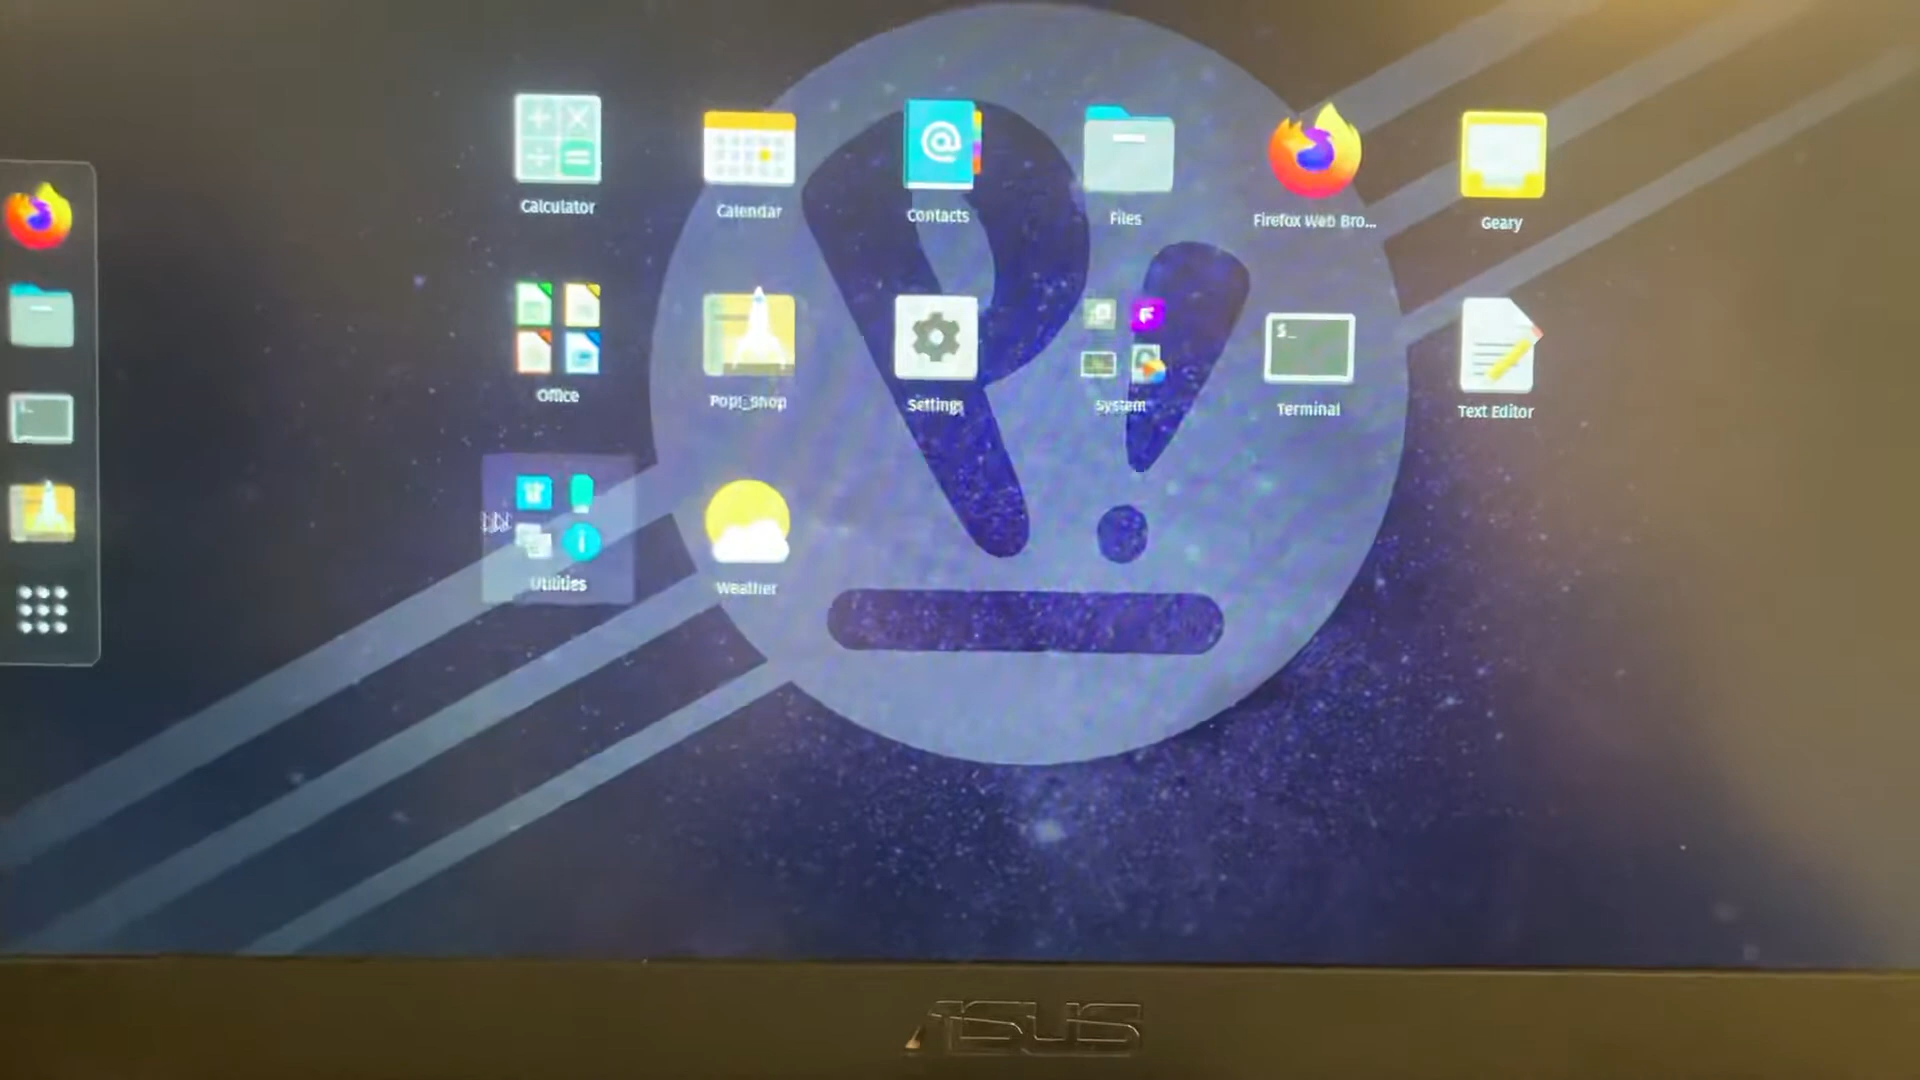 Calculator
Calendar
Contacts
Files
Firefox Web Bro...
Geary
Office
Pop!_Shop
Settings
System
Terminal
Text Editor
Utilities
Weather
ASUS